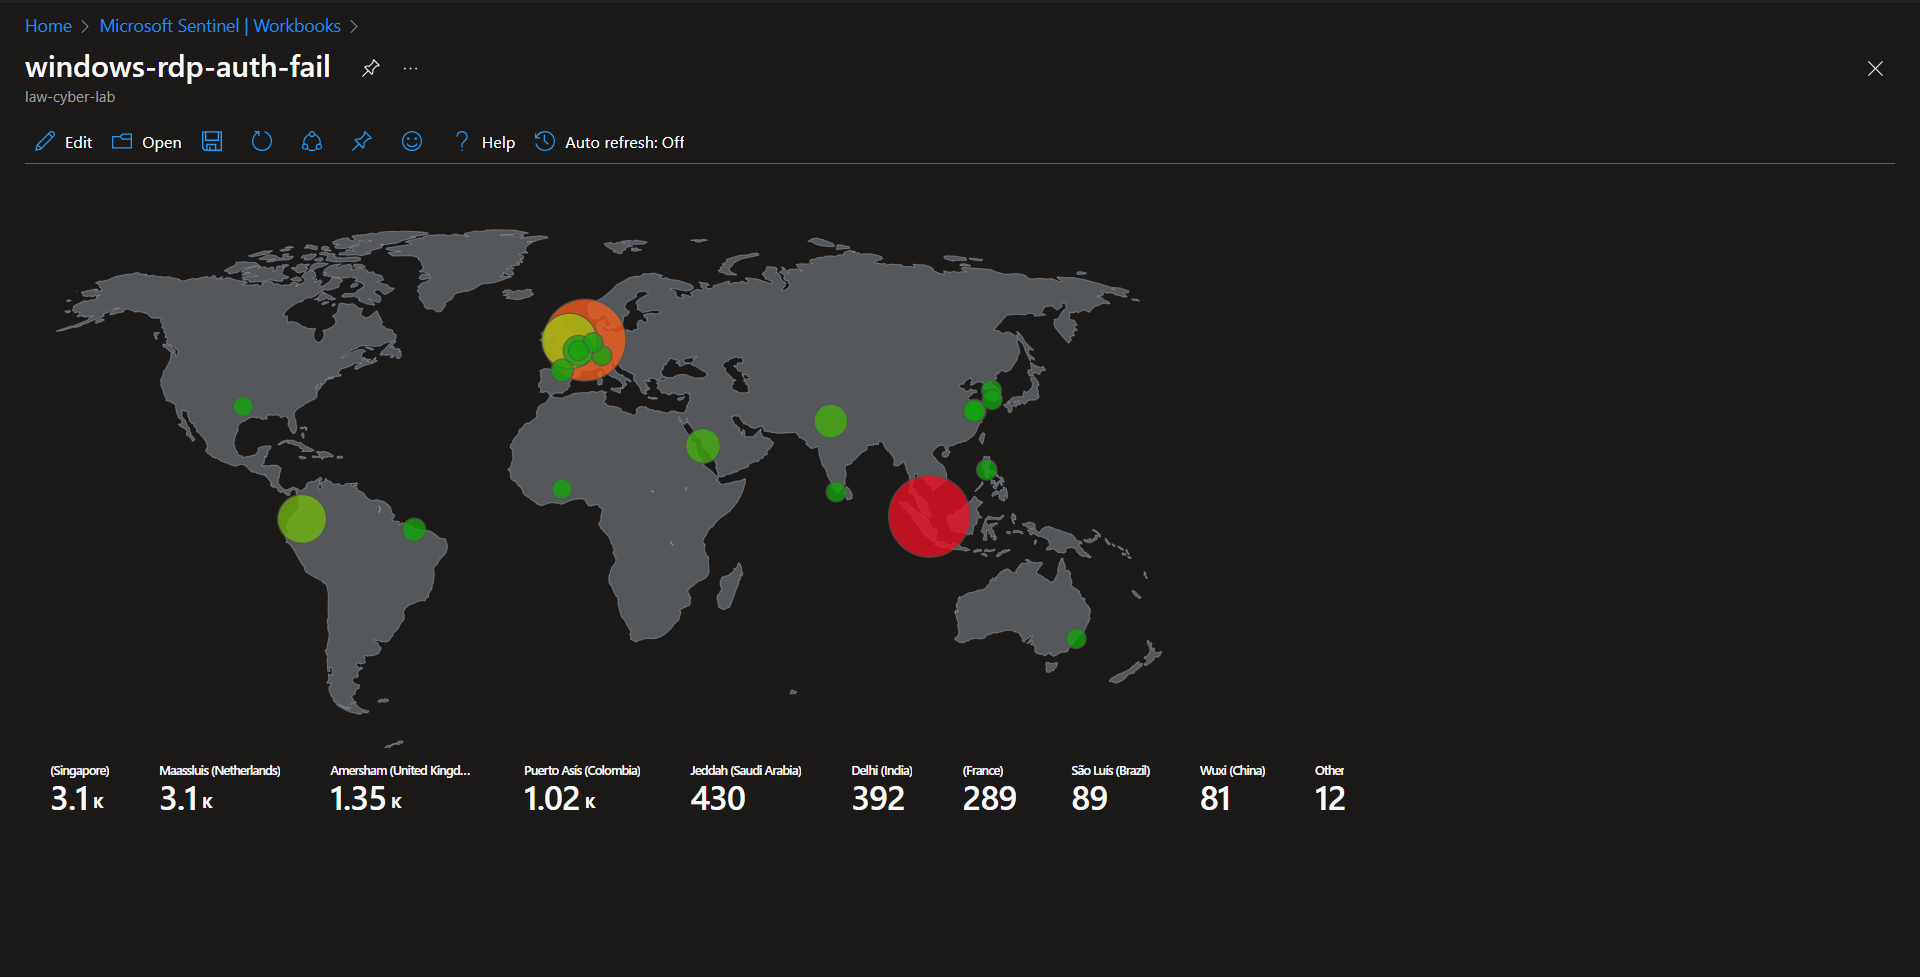 Home > Microsoft Sentinel | Workbooks >
windows-rdp-auth-fail ...
law-cyber-lab
Edit Open Help Auto refresh: Off
(Singapore) Maassluis (Netherlands) Amersham (United Kingd... Puerto Asís (Colombia) Jeddah (Saudi Arabia) Delhi (India) (France) São Luís (Brazil) Wuxi (China) Other
3.1 K 3.1 K 1.35 K 1.02 K 430 392 289 89 81 12